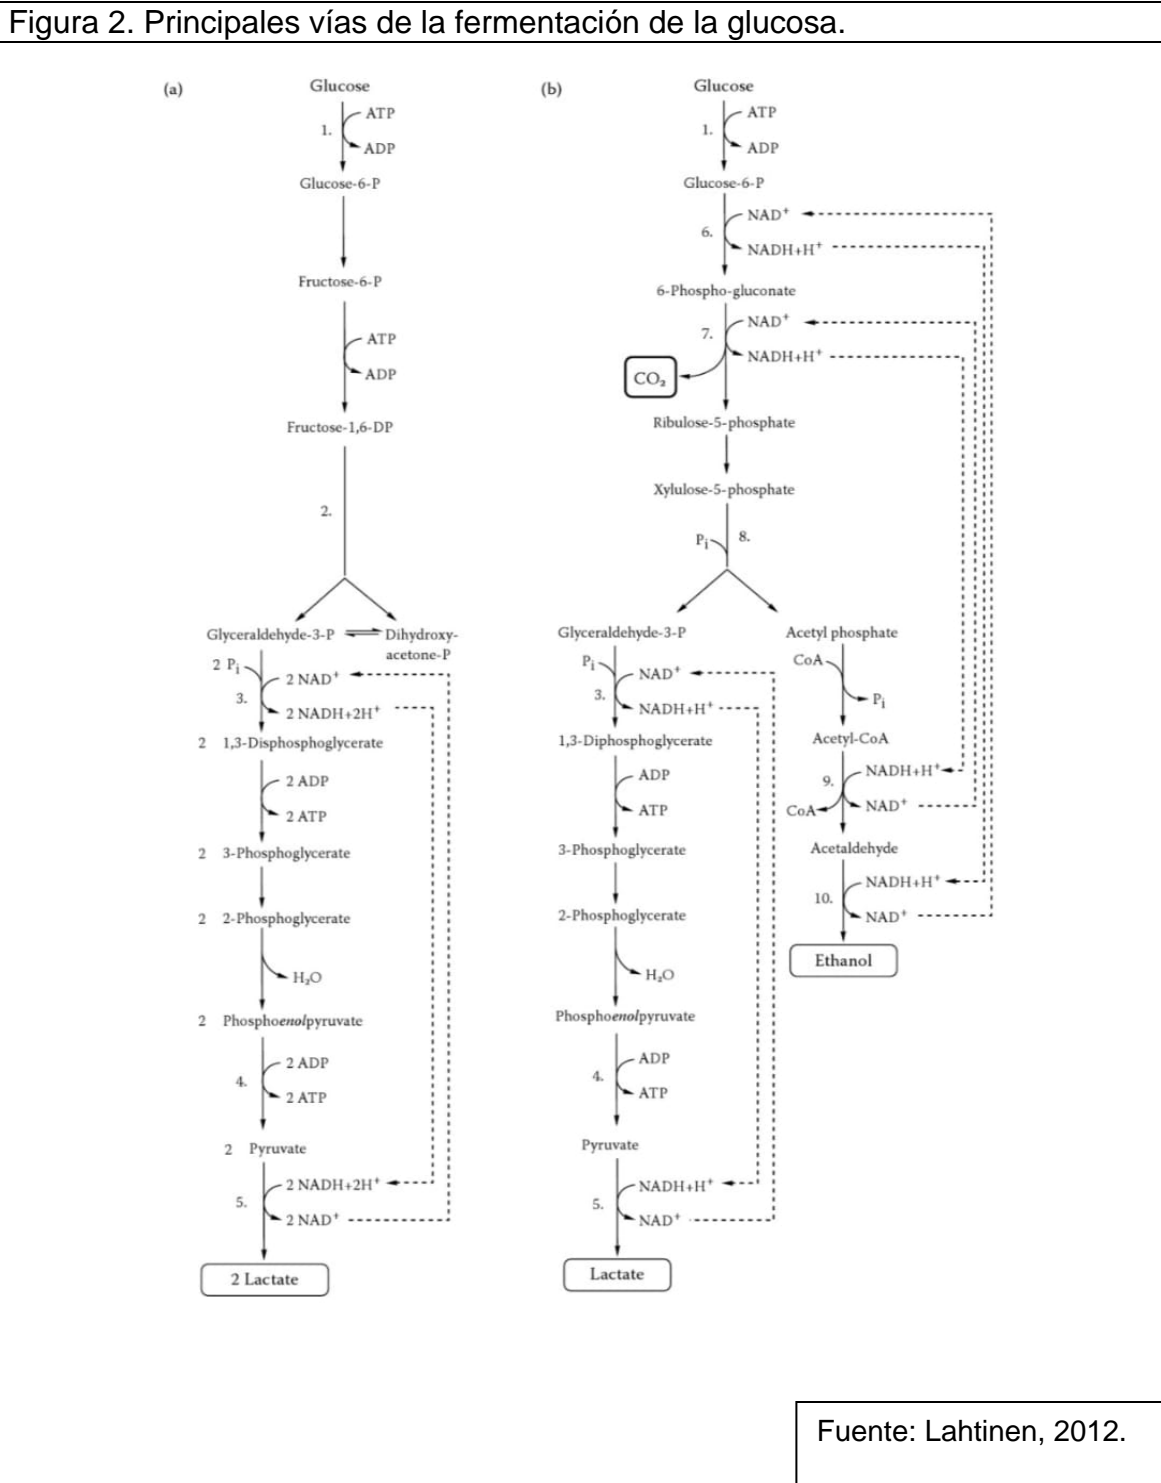 Figura 2. Principales vías de la fermentación de la glucosa.
(a)
Glucose
1.
ATP
ADP
Glucose-6-P
Fructose-6-P
ATP
ADP
Fructose-1,6-DP
2.
Glyceraldehyde-3-P
Dihydroxy-
acetone-P
2 Pi
3.
2 NAD⁺
2 NADH+2H⁺
2 1,3-Disphosphoglycerate
2 ADP
2 ATP
2 3-Phosphoglycerate
2 2-Phosphoglycerate
H₂O
2 Phosphoenolpyruvate
4.
2 ADP
2 ATP
2 Pyruvate
5.
2 NADH+2H⁺
2 NAD⁺
2 Lactate
(b)
Glucose
1.
ATP
ADP
Glucose-6-P
6.
NAD⁺
NADH+H⁺
6-Phospho-gluconate
7.
NAD⁺
NADH+H⁺
CO₂
Ribulose-5-phosphate
Xylulose-5-phosphate
Pi
8.
Glyceraldehyde-3-P
Pi
3.
NAD⁺
NADH+H⁺
1,3-Diphosphoglycerate
ADP
ATP
3-Phosphoglycerate
2-Phosphoglycerate
H₂O
Phosphoenolpyruvate
4.
ADP
ATP
Pyruvate
5.
NADH+H⁺
NAD⁺
Lactate
Acetyl phosphate
CoA
Pi
Acetyl-CoA
9.
NADH+H⁺
CoA
NAD⁺
Acetaldehyde
10.
NADH+H⁺
NAD⁺
Ethanol
Fuente: Lahtinen, 2012.